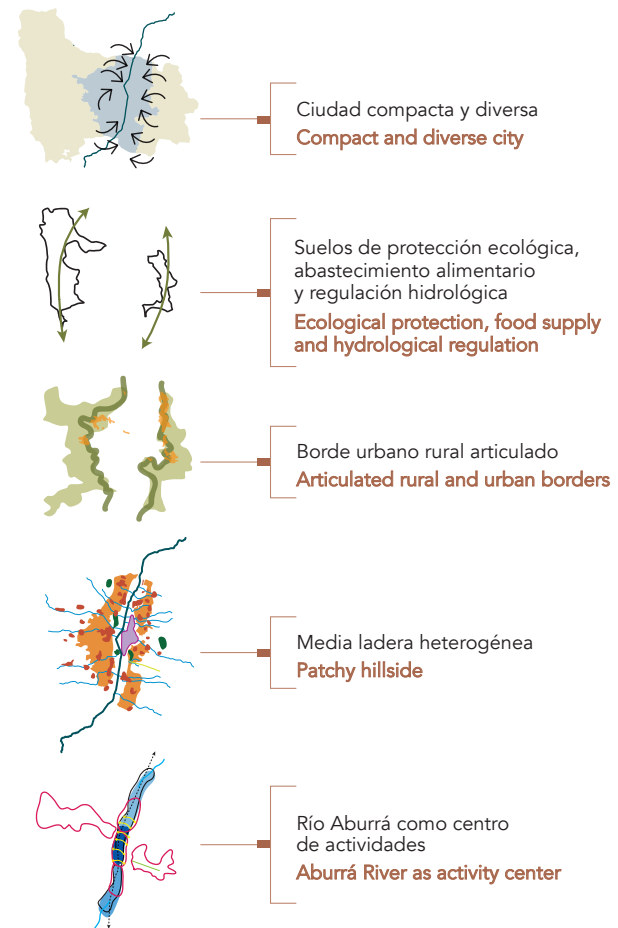 Ciudad compacta y diversa
Compact and diverse city
Suelos de protección ecológica,
abastecimiento alimentario
y regulación hidrológica
Ecological protection, food supply
and hydrological regulation
Borde urbano rural articulado
Articulated rural and urban borders
Media ladera heterogénea
Patchy hillside
Río Aburrá como centro
de actividades
Aburrá River as activity center